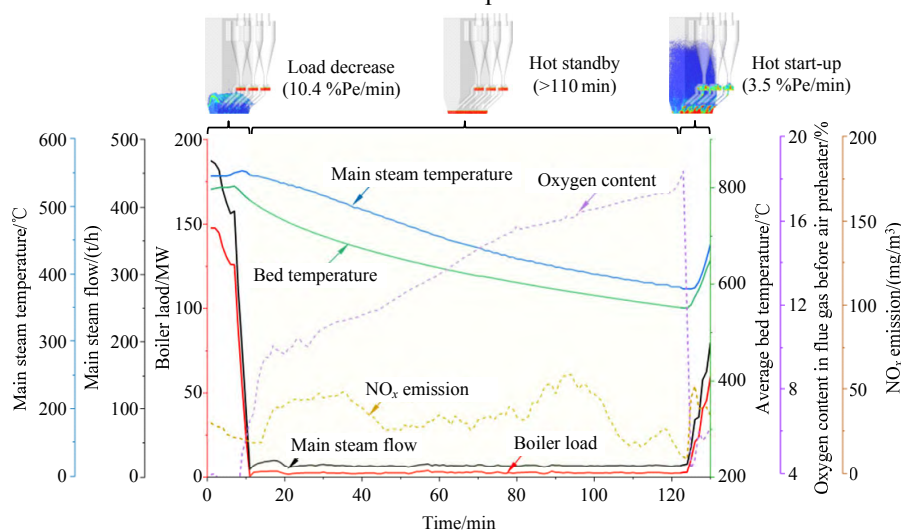 Load decrease
(10.4 %Pe/min)
Hot standby
(>110 min)
Hot start-up
(3.5 %Pe/min)
Main steam temperature/℃
600
500
400
300
200
100
0
Main steam flow/(t/h)
500
400
300
200
100
0
Boiler laod/MW
200
150
100
50
0
Main steam temperature
Oxygen content
Bed temperature
NOx emission
Main steam flow
Boiler load
Average bed temperature/℃
800
600
400
200
Oxygen content in flue gas before air preheater/%
20
16
12
8
4
NOx emission/(mg/m³)
200
150
100
50
0
0
20
40
60
80
100
120
Time/min